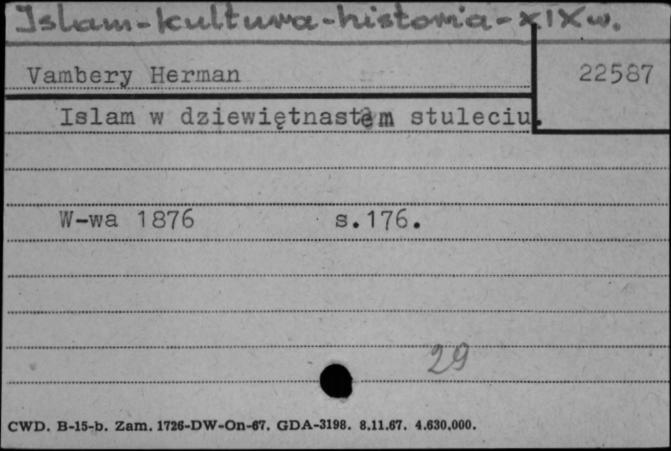 Islam-kultura-historia-XIXw.
Vambery Herman 22587
Islam w dziewiętnastem stuleciu.
W-wa 1876 s.176.
29
CWD. B-15-b. Zam. 1726-DW-On-67. GDA-3198. 8.11.67. 4.630.000.